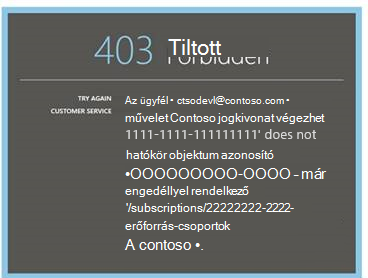 403 Tiltott
Forbidden
TRY AGAIN
CUSTOMER SERVICE
Az ügyfél • ctsodevl@contoso.com •
művelet Contoso jogkivonat végezhet
1111-1111-111111111' does not
hatókör objektum azonosító
•OOOOOOOOO-OOOO – már
engedéllyel rendelkező
'/subscriptions/22222222-2222-
erőforrás-csoportok
A contoso •.